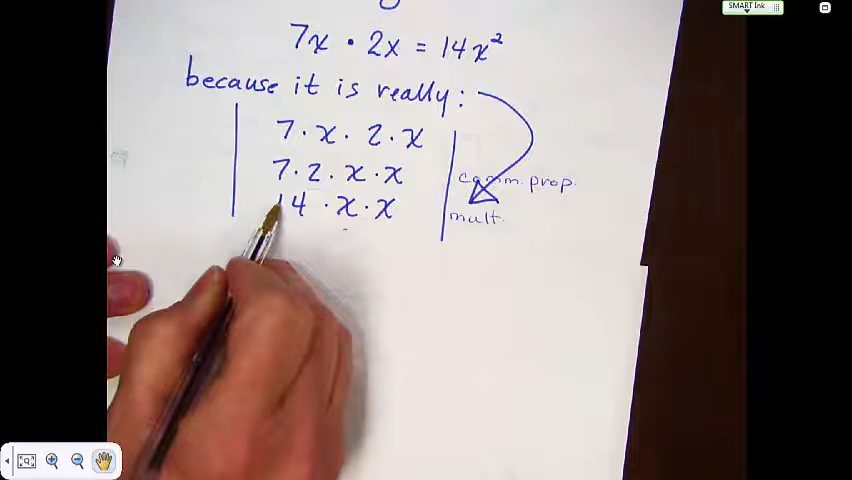 SMART Ink
7x · 2x = 14x²
because it is really:
7 · x · 2 · x
7 · 2 · x · x
comm. prop.
14 · x · x
mult.